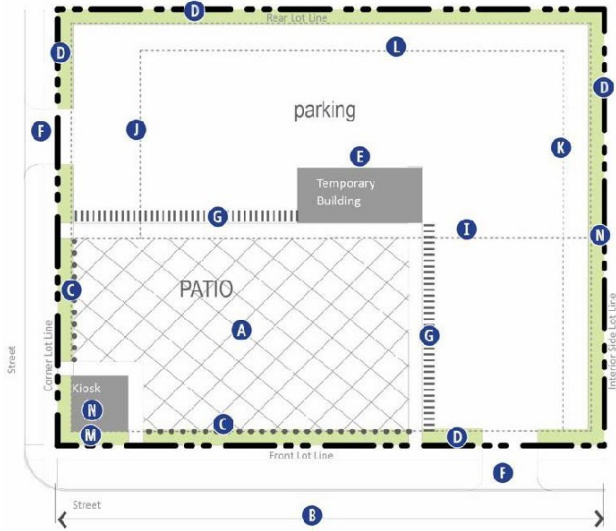 D
Rear Lot Line
D
L
D
parking
F
J
E
K
Temporary
Building
G
I
N
PATIO
C
A
G
Street
Corner Lot Line
Interior Side Lot Line
Kiosk
N
M
C
D
Front Lot Line
F
Street
B